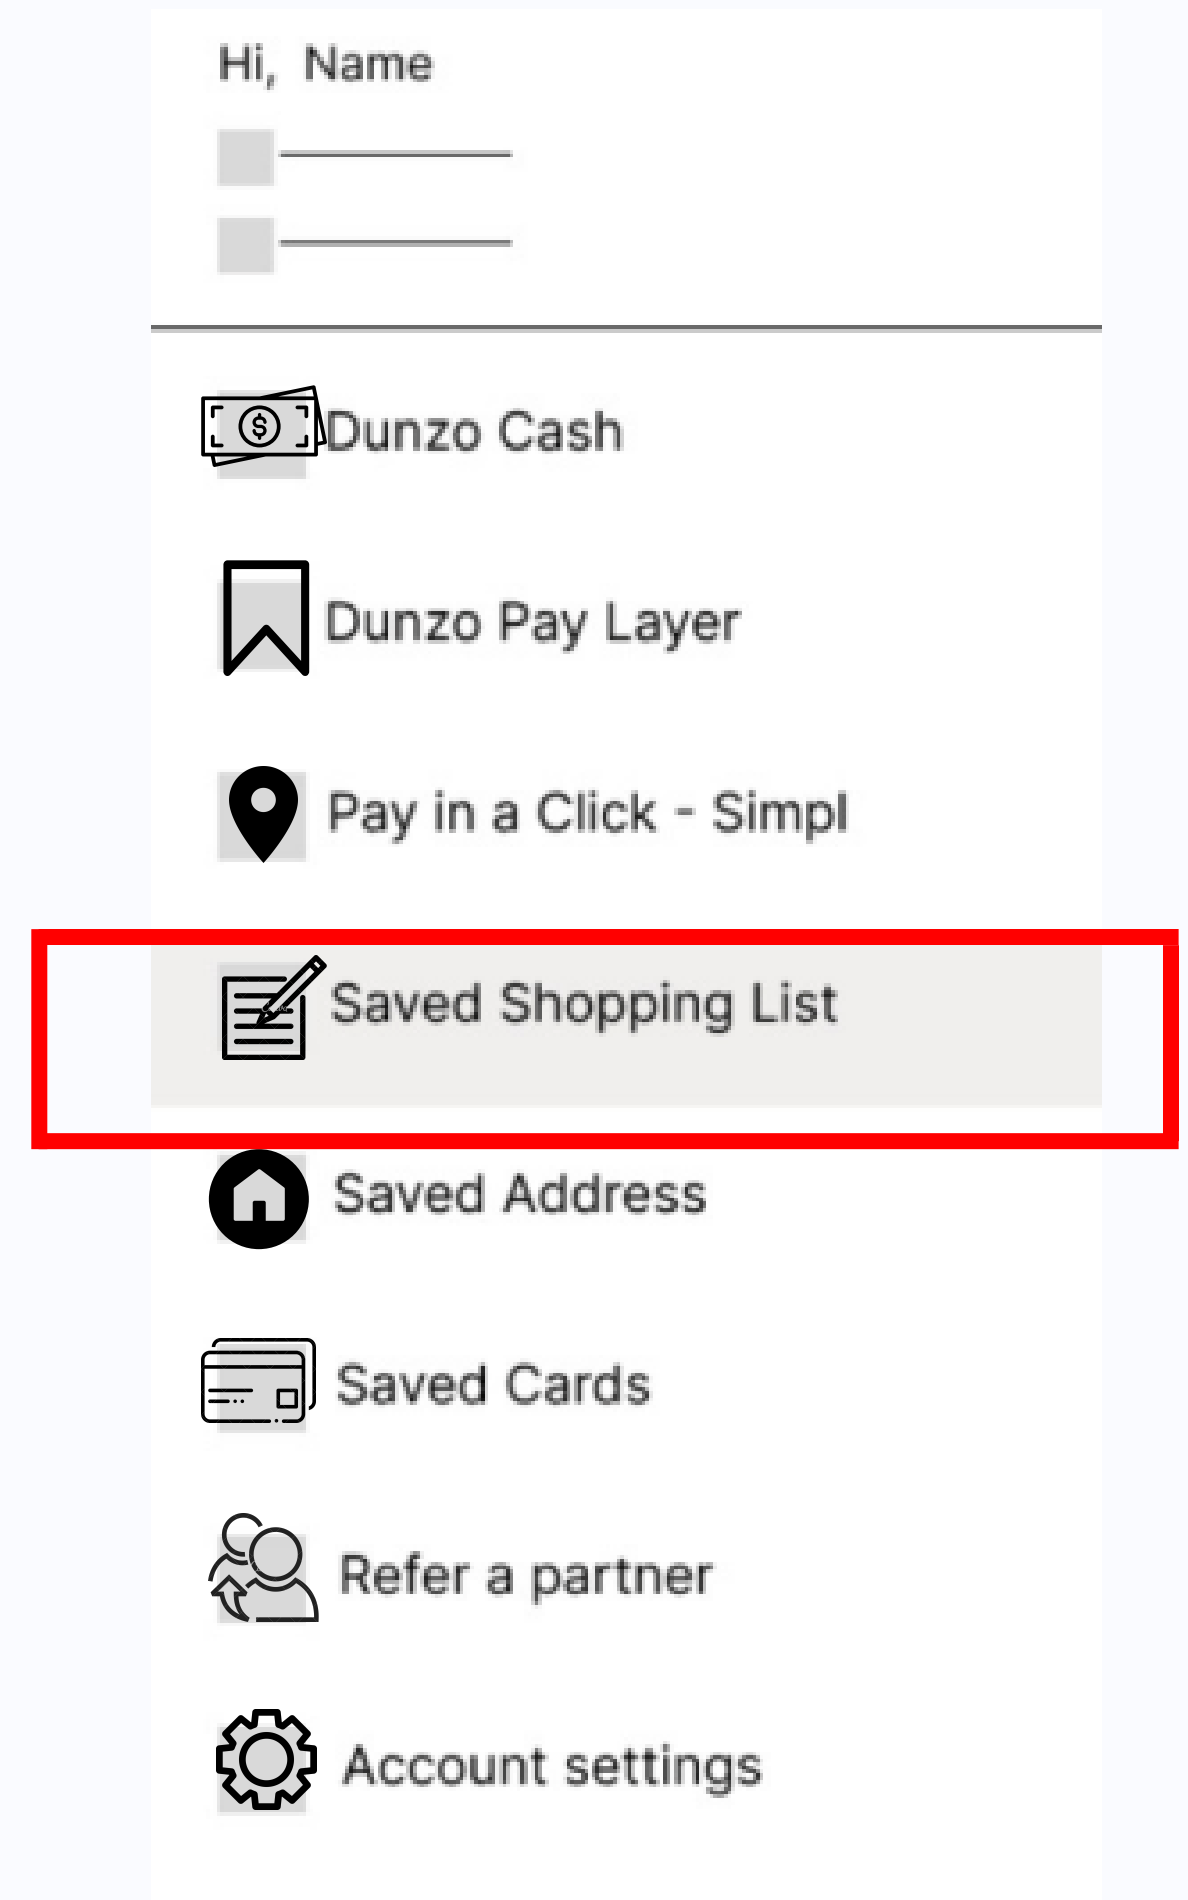 Hi, Name
Dunzo Cash
Dunzo Pay Layer
Pay in a Click - Simpl
Saved Shopping List
Saved Address
Saved Cards
Refer a partner
Account settings